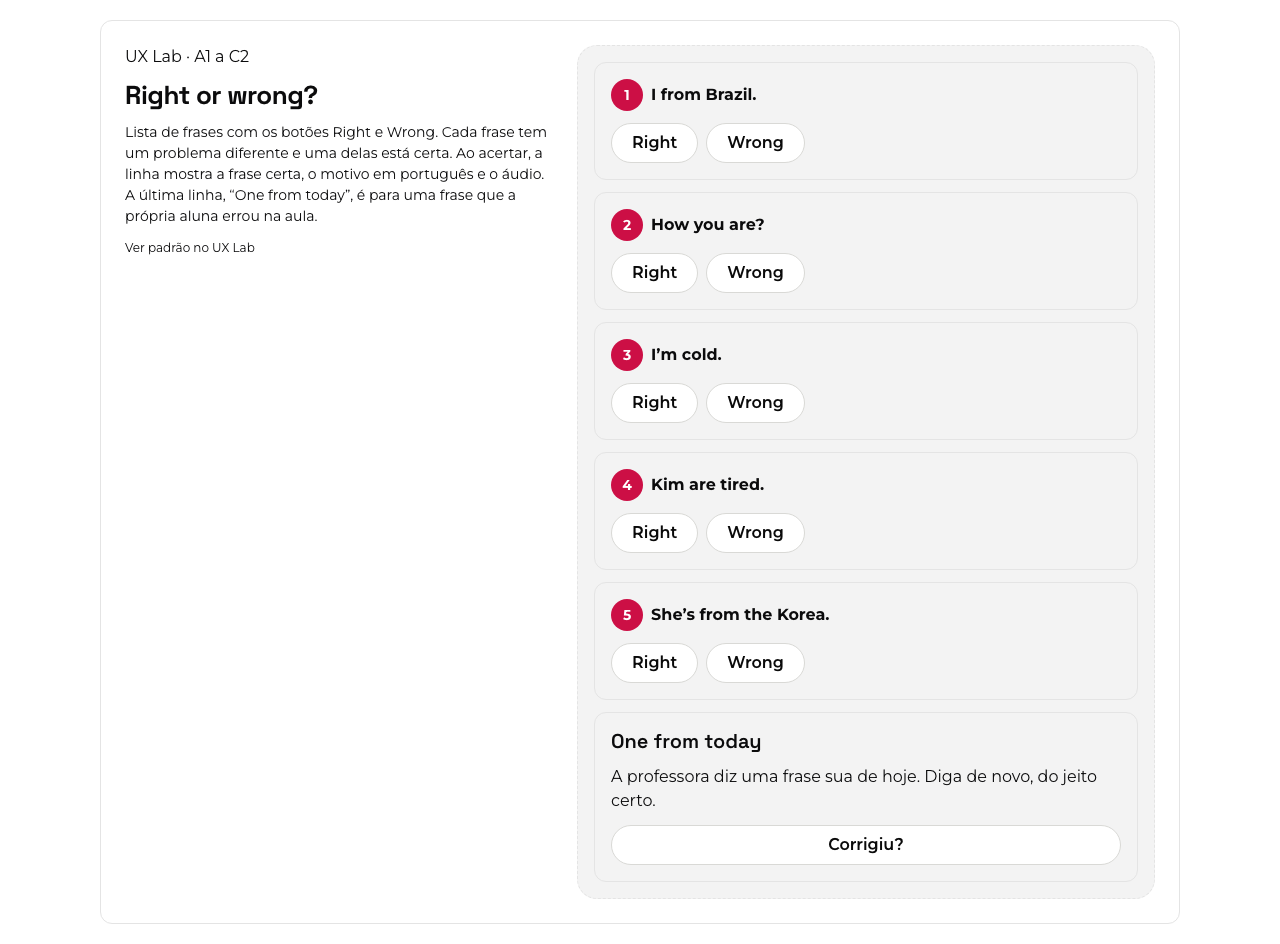 UX Lab · A1 a C2
Right or wrong?
Lista de frases com os botões Right e Wrong. Cada frase tem
um problema diferente e uma delas está certa. Ao acertar, a
linha mostra a frase certa, o motivo em português e o áudio.
A última linha, “One from today”, é para uma frase que a
própria aluna errou na aula.
Ver padrão no UX Lab
1 I from Brazil.
Right Wrong
2 How you are?
Right Wrong
3 I’m cold.
Right Wrong
4 Kim are tired.
Right Wrong
5 She’s from the Korea.
Right Wrong
One from today
A professora diz uma frase sua de hoje. Diga de novo, do jeito
certo.
Corrigiu?